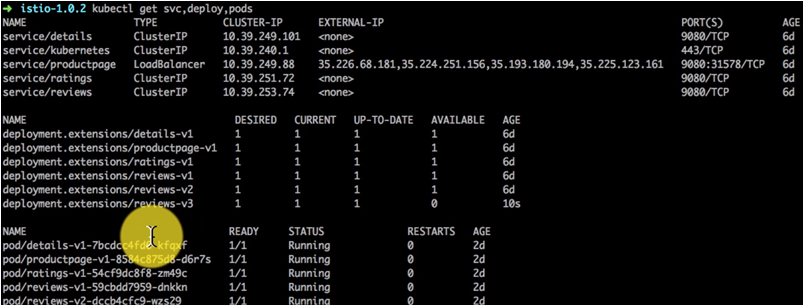 → istio-1.0.2 kubectl get svc,deploy,pods
NAME TYPE CLUSTER-IP EXTERNAL-IP PORT(S) AGE
service/details ClusterIP 10.39.249.101 <none> 9080/TCP 6d
service/kubernetes ClusterIP 10.39.240.1 <none> 443/TCP 6d
service/productpage LoadBalancer 10.39.249.88 35.226.68.181,35.224.251.156,35.193.180.194,35.225.123.161 9080:31578/TCP 6d
service/ratings ClusterIP 10.39.251.72 <none> 9080/TCP 6d
service/reviews ClusterIP 10.39.253.74 <none> 9080/TCP 6d
NAME DESIRED CURRENT UP-TO-DATE AVAILABLE AGE
deployment.extensions/details-v1 1 1 1 1 6d
deployment.extensions/productpage-v1 1 1 1 1 6d
deployment.extensions/ratings-v1 1 1 1 1 6d
deployment.extensions/reviews-v1 1 1 1 1 6d
deployment.extensions/reviews-v2 1 1 1 1 6d
deployment.extensions/reviews-v3 1 1 1 0 10s
NAME READY STATUS RESTARTS AGE
1/1 Running 0 2d
pod/productpage-v1-8584c875d8-d6r7s 1/1 Running 0 2d
pod/ratings-v1-54cf9dc8f8-zm49c 1/1 Running 0 2d
pod/reviews-v1-59cbdd7959-dnkkn 1/1 Running 0 2d
pod/reviews-v2-dccb4cfc9-wzs29 1/1 Running 0 2d